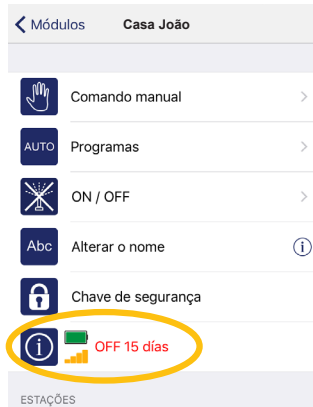 Módulos Casa João
Comando manual
AUTO Programas
ON / OFF
Abc Alterar o nome
Chave de segurança
OFF 15 días
ESTAÇÕES